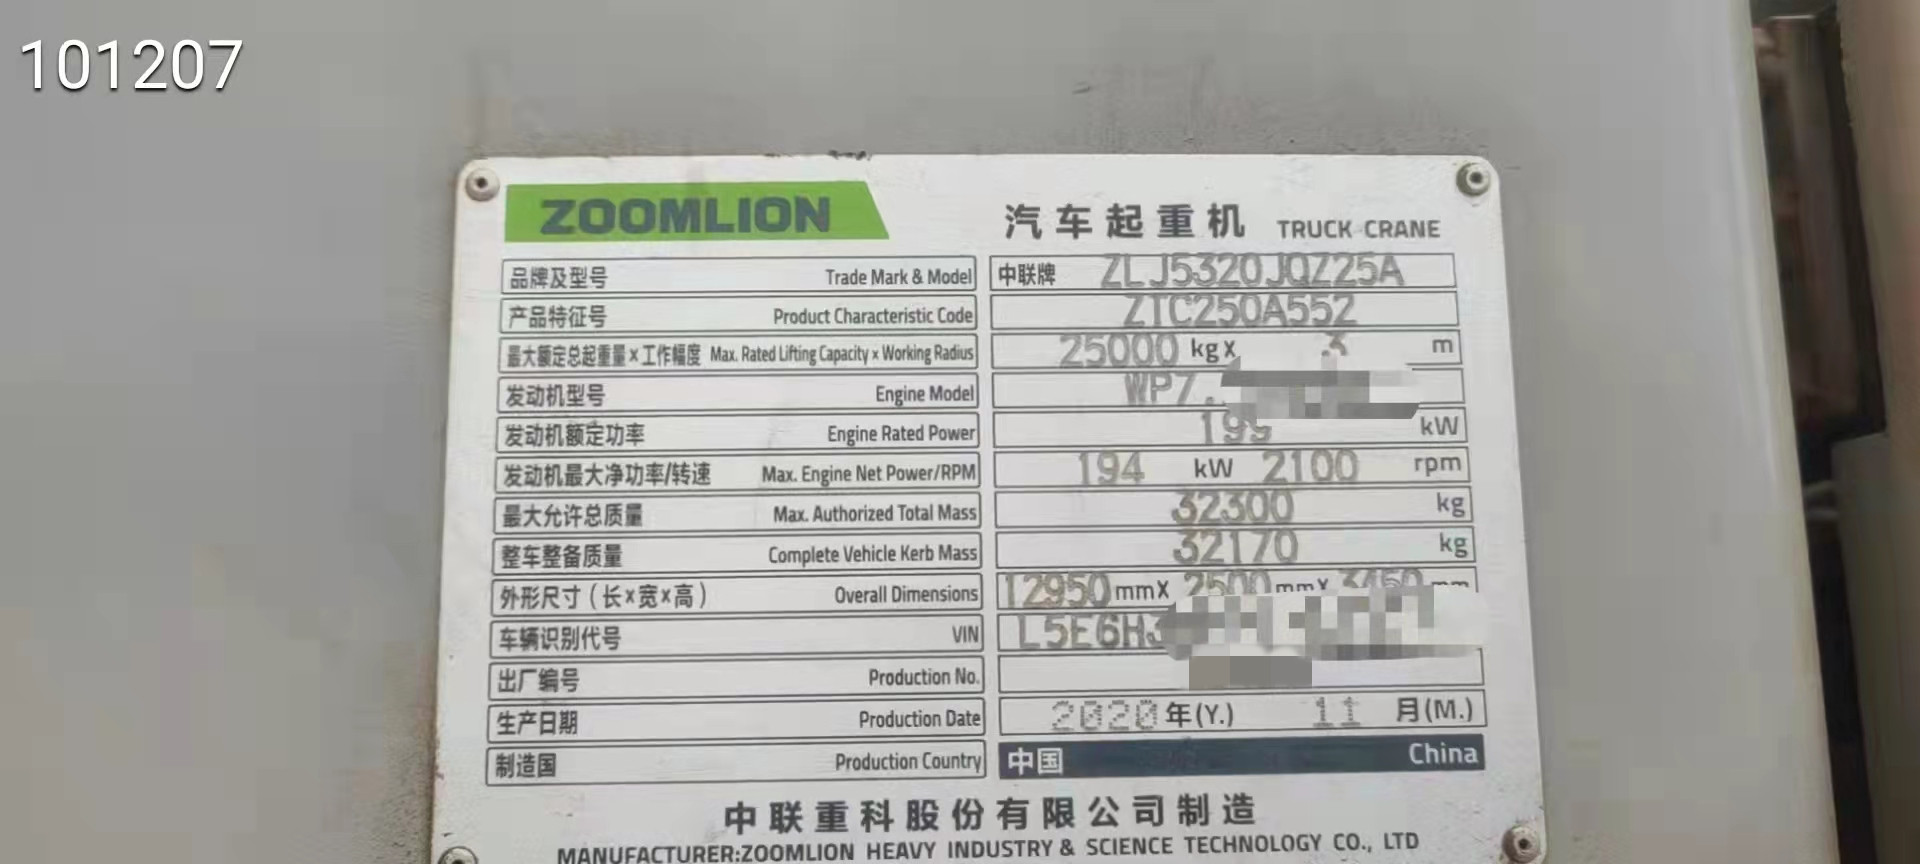 101207
ZOOMLION 汽车起重机 TRUCK CRANE
品牌及型号 Trade Mark & Model 中联牌 ZLJ5320JQZ25A
产品特征号 Product Characteristic Code ZTC250A552
最大额定总起重量×工作幅度 Max. Rated Lifting Capacity × Working Radius 25000 kg× 3 m
发动机型号 Engine Model WP7.
发动机额定功率 Engine Rated Power 199 kW
发动机最大净功率/转速 Max. Engine Net Power/RPM 194 kW 2100 rpm
最大允许总质量 Max. Authorized Total Mass 32300 kg
整车整备质量 Complete Vehicle Kerb Mass 32170 kg
外形尺寸(长×宽×高) Overall Dimensions 12950 mm× 2500 mm× 3450 mm
车辆识别代号 VIN L5E6H3
出厂编号 Production No.
生产日期 Production Date 2020 年(Y.) 11 月(M.)
制造国 Production Country 中国 China
中联重科股份有限公司制造
MANUFACTURER:ZOOMLION HEAVY INDUSTRY & SCIENCE TECHNOLOGY CO., LTD